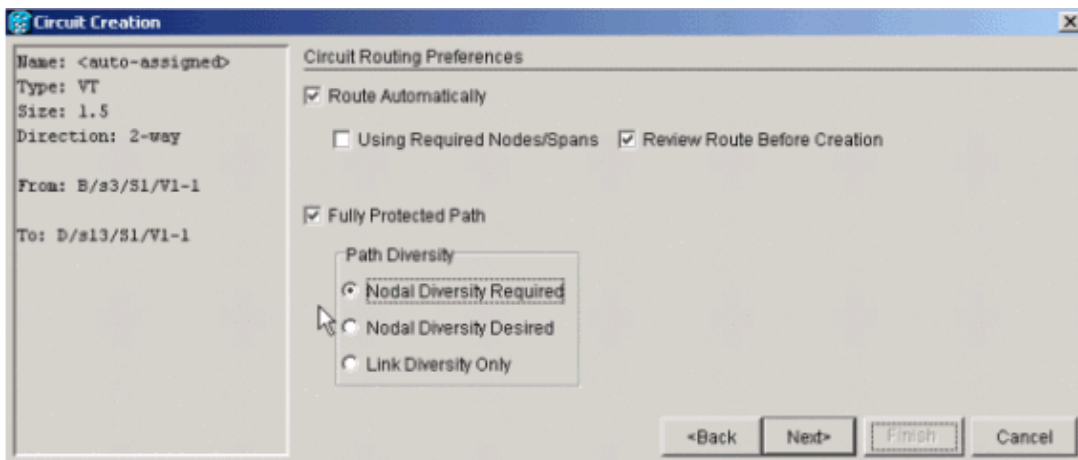 Circuit Creation
Name: <auto-assigned>
Type: VT
Size: 1.5
Direction: 2-way
From: B/s3/S1/V1-1
To: D/s13/S1/V1-1
Circuit Routing Preferences
Route Automatically
Using Required Nodes/Spans Review Route Before Creation
Fully Protected Path
Path Diversity
Nodal Diversity Required
Nodal Diversity Desired
Link Diversity Only
<Back Next> Finish Cancel